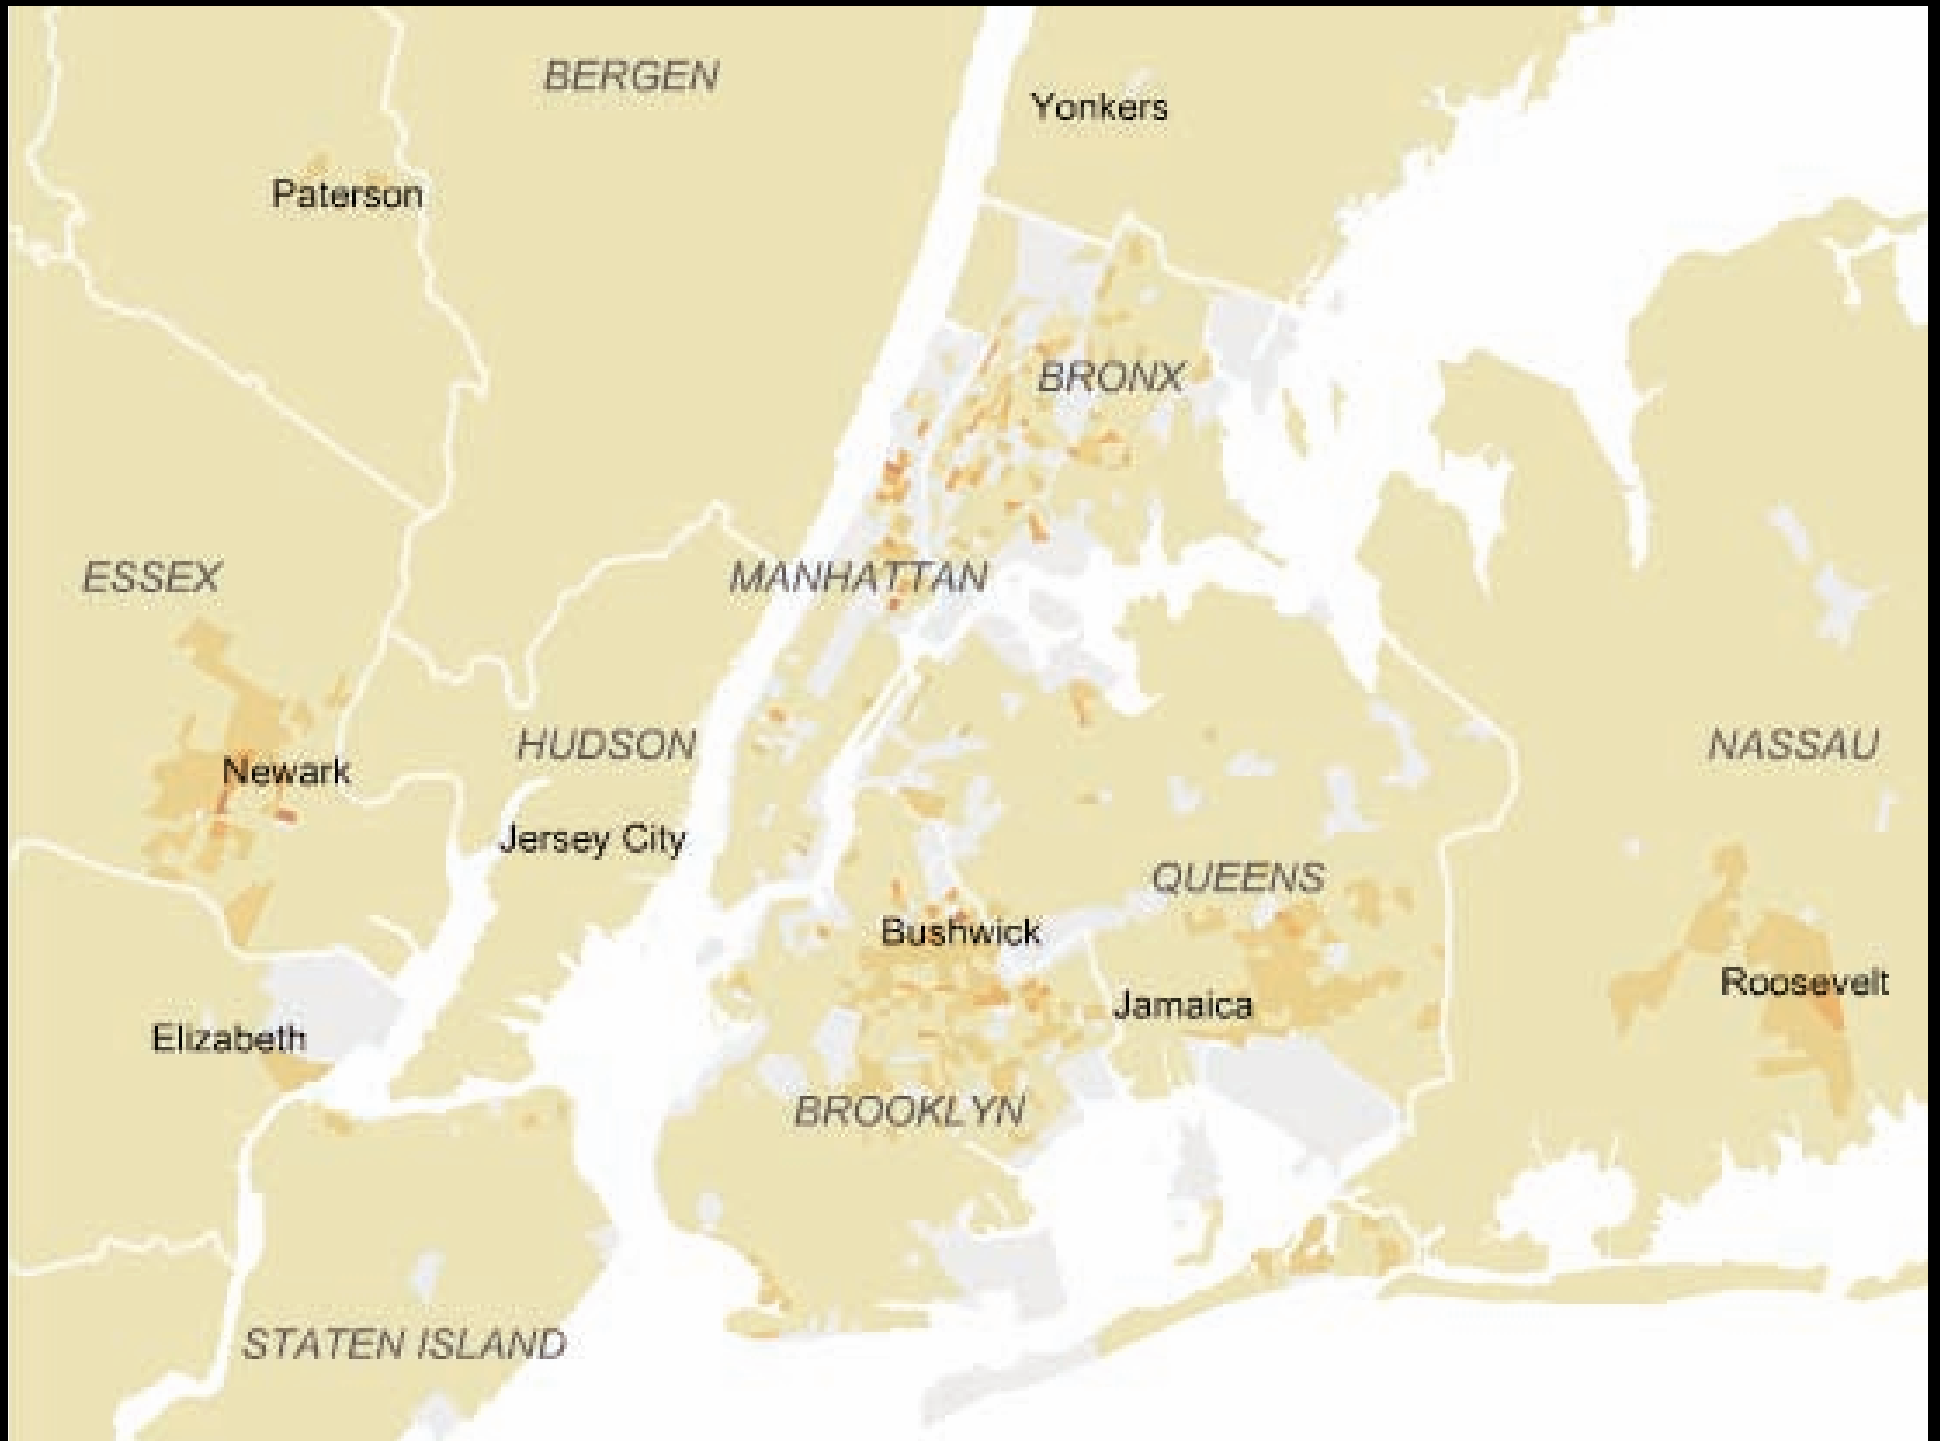 BERGEN
Yonkers
Paterson
BRONX
ESSEX
MANHATTAN
HUDSON
NASSAU
Newark
Jersey City
QUEENS
Bushwick
Roosevelt
Jamaica
Elizabeth
BROOKLYN
STATEN ISLAND